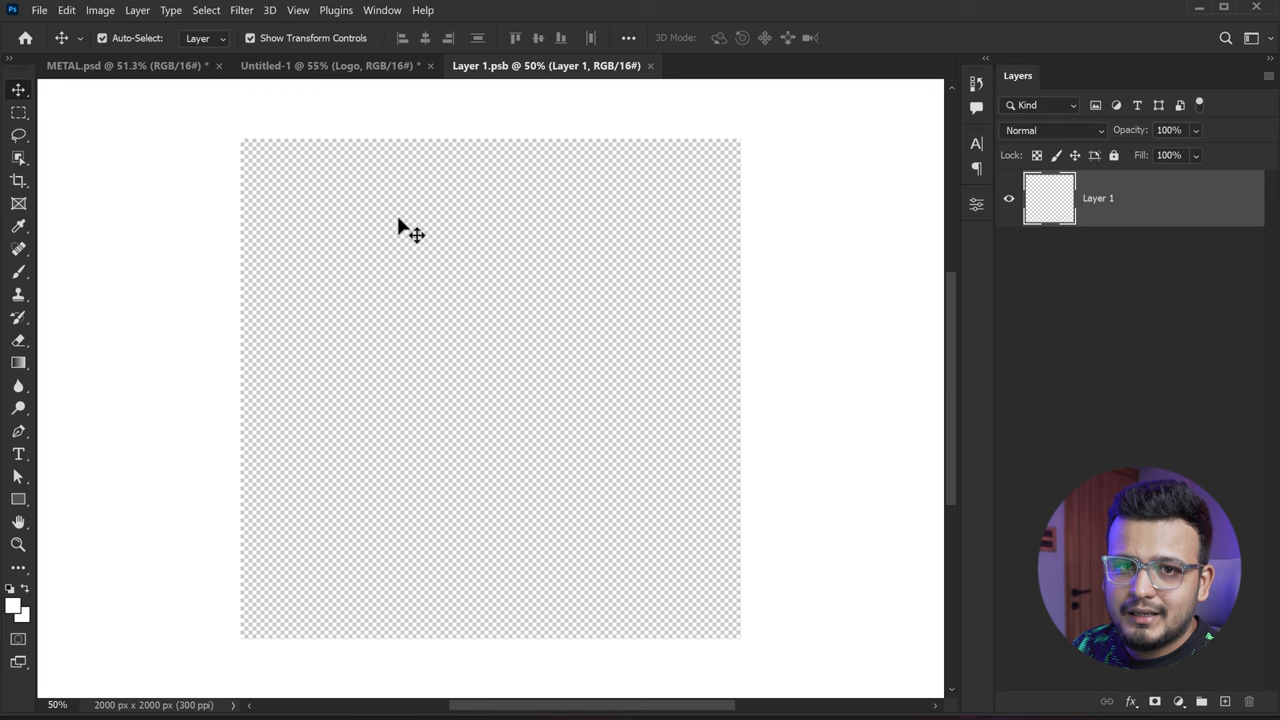 Ps File Edit Image Layer Type Select Filter 3D View Plugins Window Help
Auto-Select: Layer Show Transform Controls 3D Mode:
METAL.psd @ 51.3% (RGB/16#) * × Untitled-1 @ 55% (Logo, RGB/16#) * × Layer 1.psb @ 50% (Layer 1, RGB/16#) ×
Layers
Kind
Normal Opacity: 100%
Lock: Fill: 100%
Layer 1
50% 2000 px x 2000 px (300 ppi)